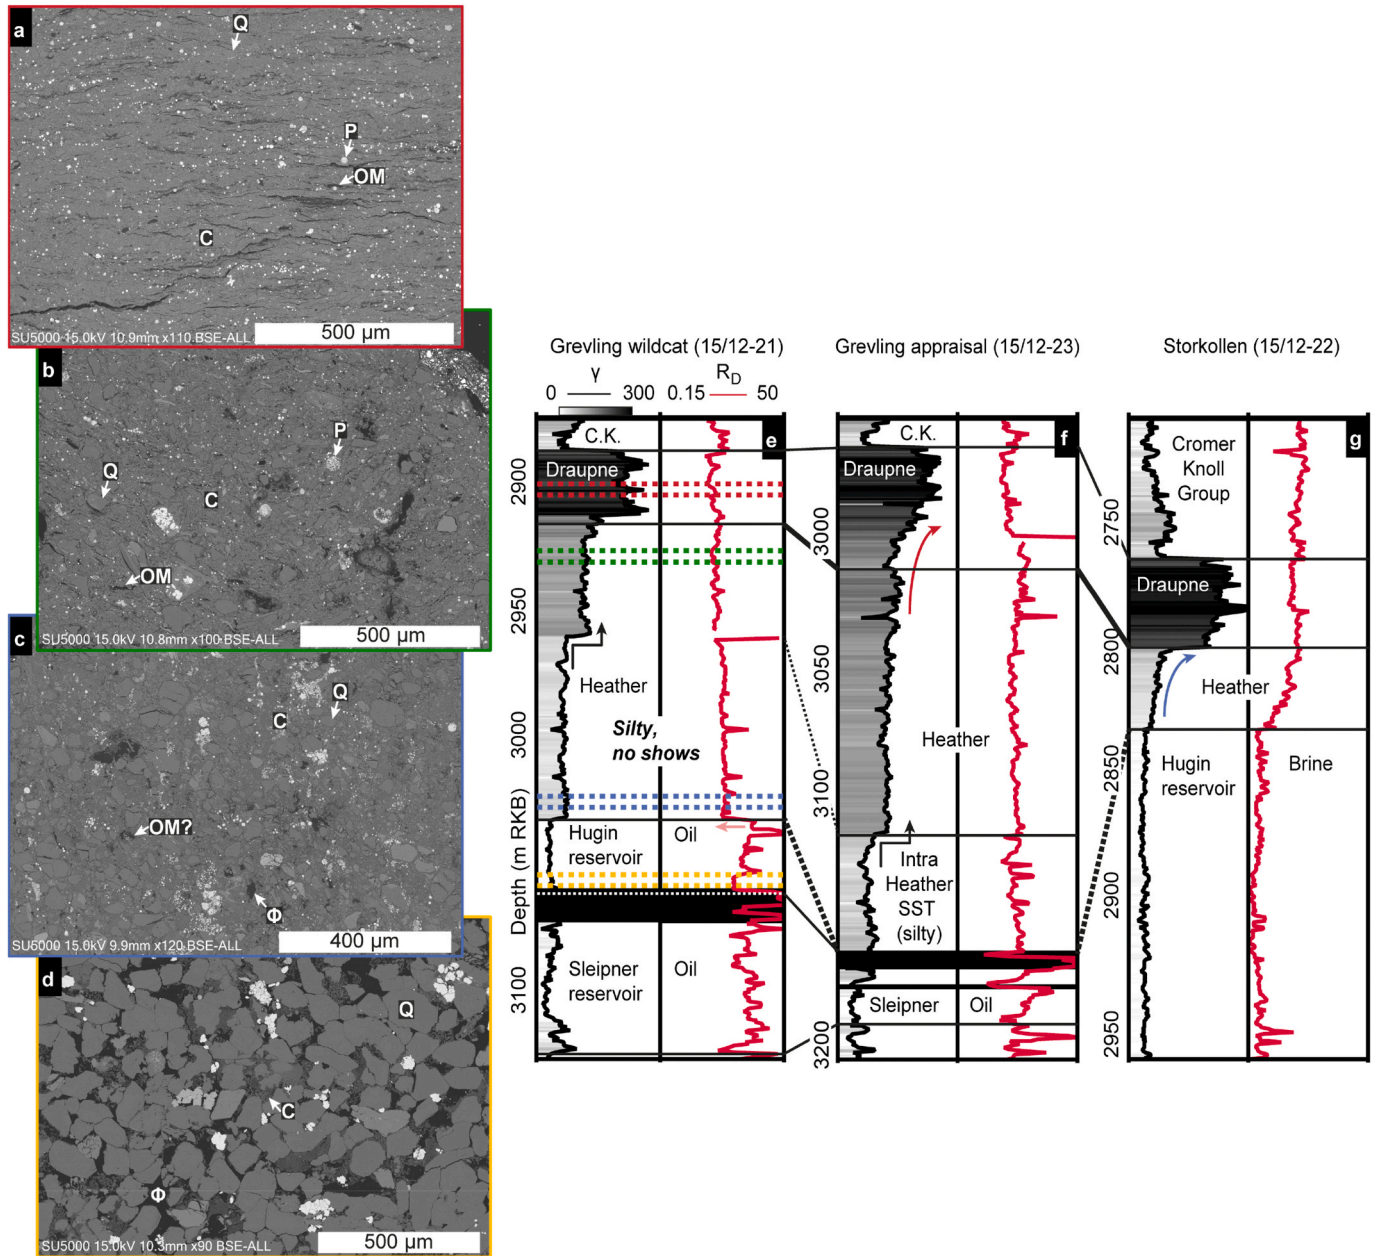 a
Q
P
OM
C
SU5000 15.0kV 10.9mm x110 BSE-ALL
500 µm
b
P
Q
C
OM
SU5000 15.0kV 10.8mm x100 BSE-ALL
500 µm
c
Q
C
OM?
Φ
SU5000 15.0kV 9.9mm x120 BSE-ALL
400 µm
d
Q
C
Φ
SU5000 15.0kV 10.3mm x90 BSE-ALL
500 µm
Grevling wildcat (15/12-21)
γ
R_D
0
300
0.15
50
e
C.K.
Draupne
Heather
Silty,
no shows
Hugin
reservoir
Oil
Sleipner
reservoir
Oil
Depth (m RKB)
2900
2950
3000
3100
Grevling appraisal (15/12-23)
f
C.K.
Draupne
Heather
Intra
Heather
SST
(silty)
Sleipner
Oil
3000
3050
3100
3200
Storkollen (15/12-22)
g
Cromer
Knoll
Group
Draupne
Heather
Hugin
reservoir
Brine
2750
2800
2850
2900
2950